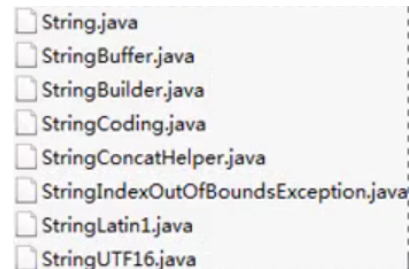 String.java
StringBuffer.java
StringBuilder.java
StringCoding.java
StringConcatHelper.java
StringIndexOutOfBoundsException.java
StringLatin1.java
StringUTF16.java